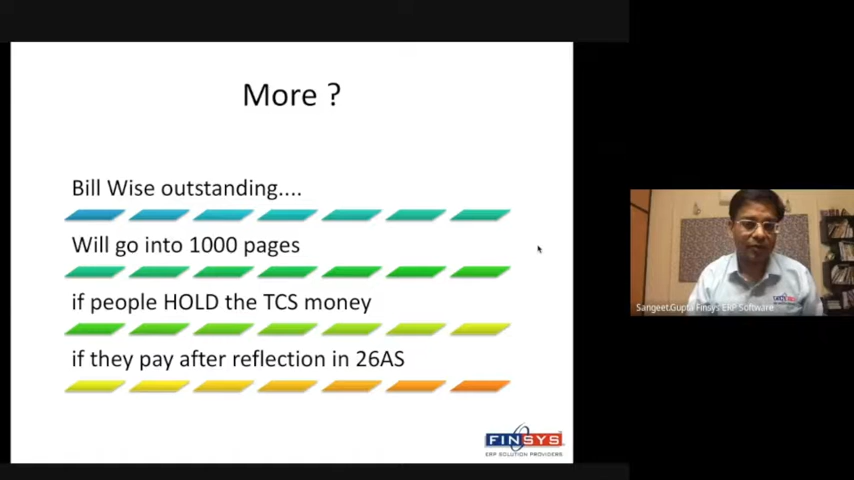 More ?
Bill Wise outstanding....
Will go into 1000 pages
if people HOLD the TCS money
if they pay after reflection in 26AS
FINSYS
ERP SOLUTION PROVIDERS
Sangeet.Gupta Finsys ERP Software